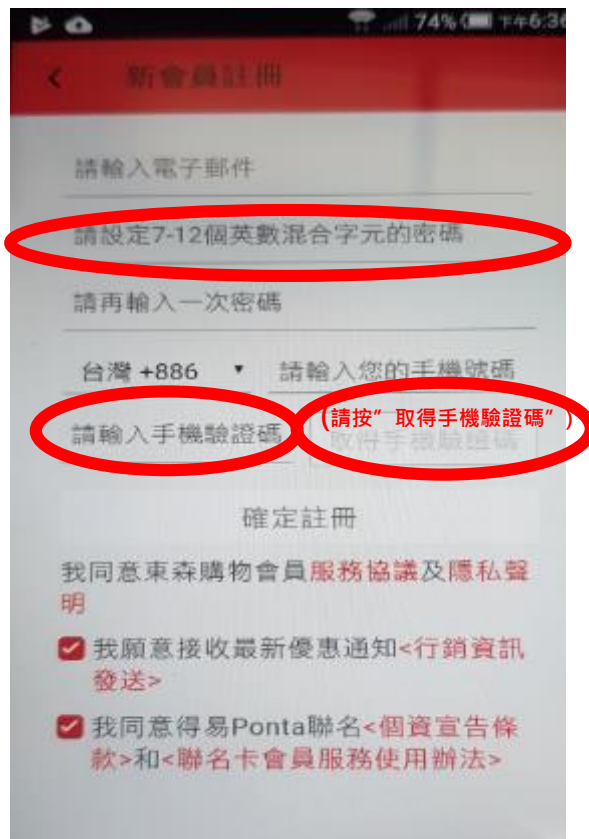 74% 下午6:36
新會員註冊
請輸入電子郵件
請設定7-12個英數混合字元的密碼
請再輸入一次密碼
台灣 +886 請輸入您的手機號碼
(請按”取得手機驗證碼”)
請輸入手機驗證碼 取得手機驗證碼
確定註冊
我同意東森購物會員服務協議及隱私聲
明
我願意接收最新優惠通知<行銷資訊
發送>
我同意得易Ponta聯名<個資宣告條
款>和<聯名卡會員服務使用辦法>